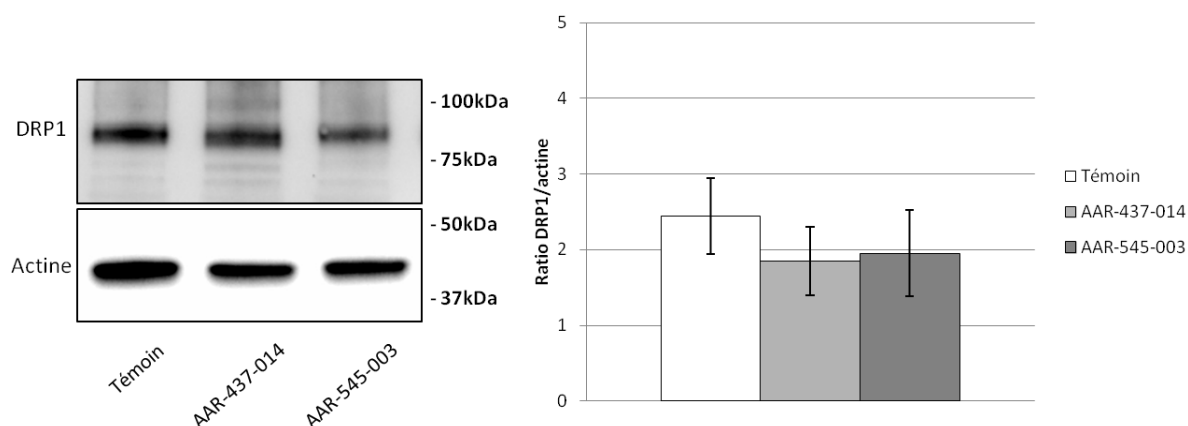 DRP1
- 100kDa
- 75kDa
Actine
- 50kDa
- 37kDa
Témoin
AAR-437-014
AAR-545-003
Ratio DRP1/actine
5
4
3
2
1
0
Témoin
AAR-437-014
AAR-545-003